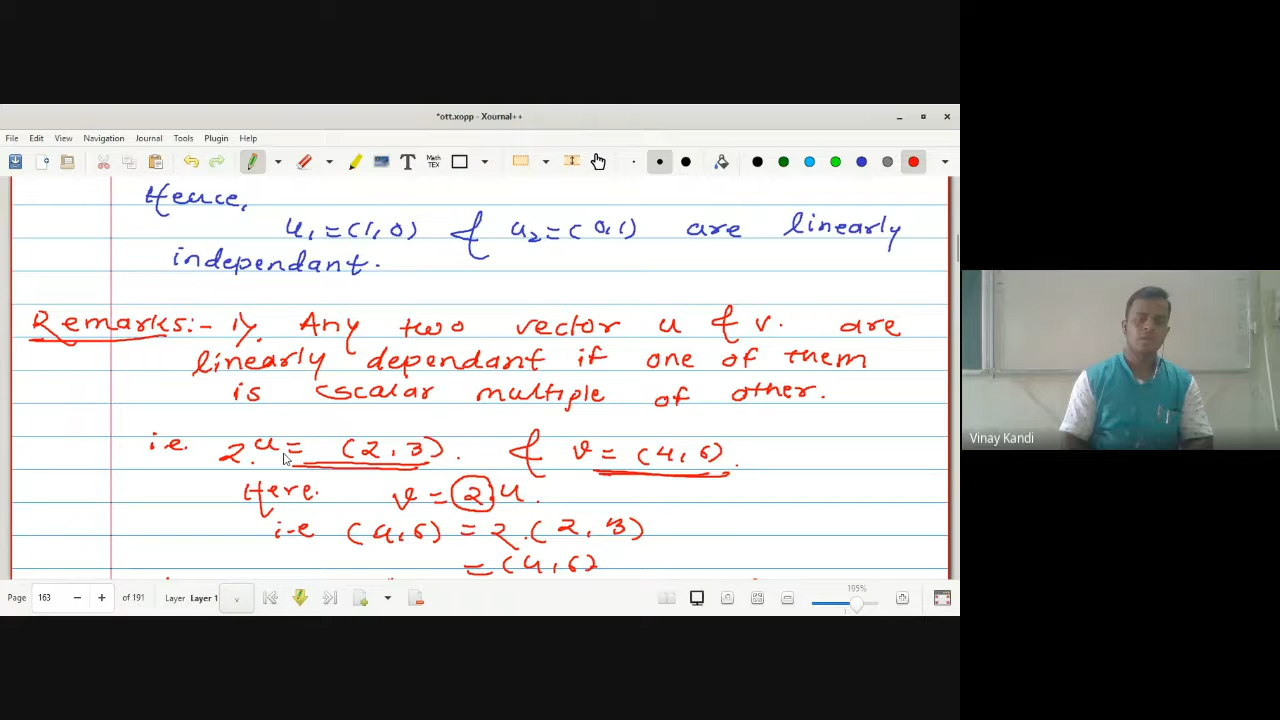 *ott.xopp - Xournal++
File Edit View Navigation Journal Tools Plugin Help
Hence,
u₁=(1,0) & u₂=(0,1) are linearly
independant.
Remarks:- 1). Any two vector u & v. are
linearly dependant if one of them
is scalar multiple of other.
i.e. 2.u = (2,3). & v = (4,6).
Here. v = 2.u.
i-e (4,6) = 2.(2,3)
= (4,6)
Page 163 of 191 Layer Layer 1 195%
Vinay Kandi